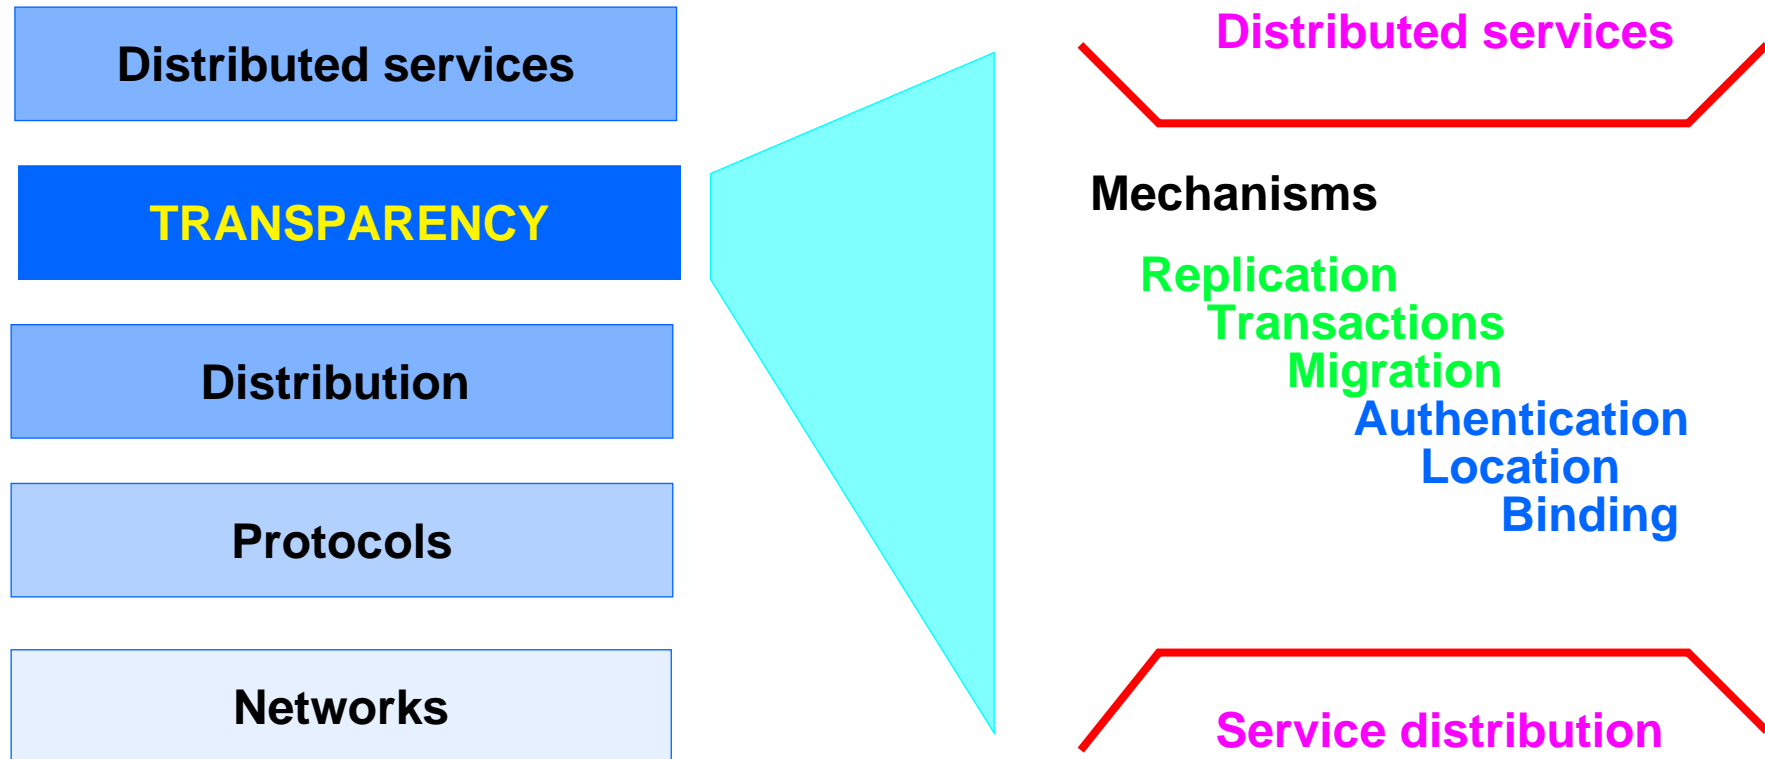 Distributed services
TRANSPARENCY
Distribution
Protocols
Networks
Distributed services
Mechanisms
Replication
Transactions
Migration
Authentication
Location
Binding
Service distribution